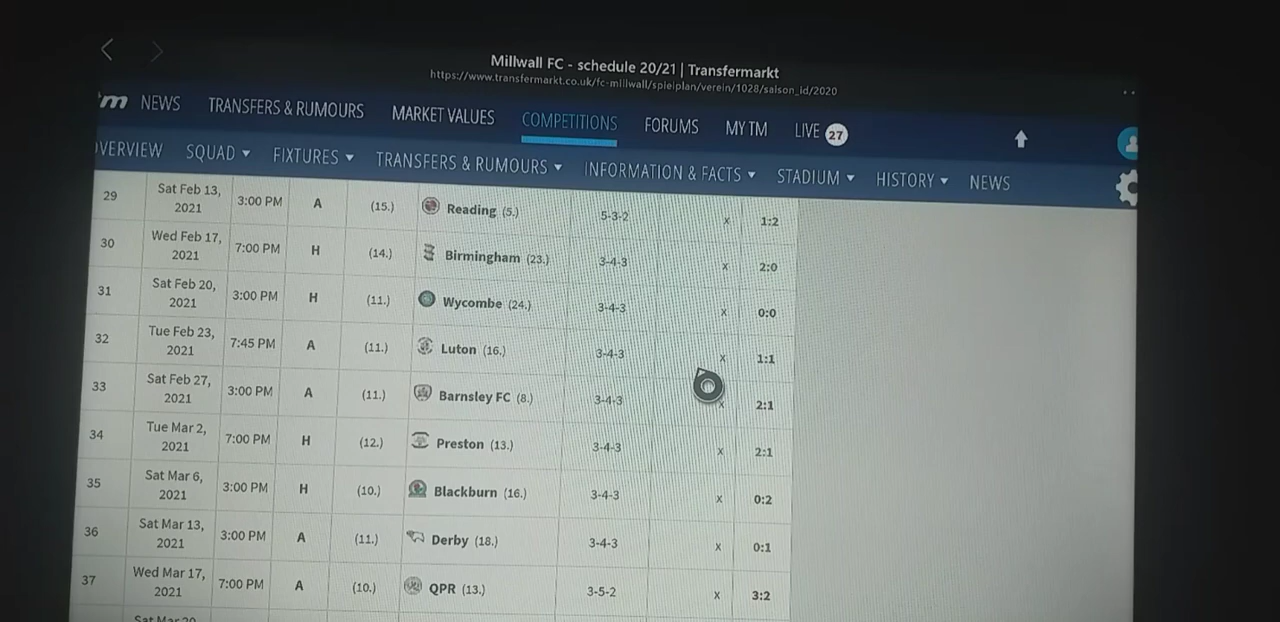 Millwall FC - schedule 20/21 | Transfermarkt
https://www.transfermarkt.co.uk/fc-millwall/spielplan/verein/1028/saison_id/2020
tm NEWS TRANSFERS & RUMOURS MARKET VALUES COMPETITIONS FORUMS MY TM LIVE 27
OVERVIEW SQUAD FIXTURES TRANSFERS & RUMOURS INFORMATION & FACTS STADIUM HISTORY NEWS
29 Sat Feb 13, 2021 3:00 PM A (15.) Reading (5.) 5-3-2 x 1:2
30 Wed Feb 17, 2021 7:00 PM H (14.) Birmingham (23.) 3-4-3 x 2:0
31 Sat Feb 20, 2021 3:00 PM H (11.) Wycombe (24.) 3-4-3 x 0:0
32 Tue Feb 23, 2021 7:45 PM A (11.) Luton (16.) 3-4-3 x 1:1
33 Sat Feb 27, 2021 3:00 PM A (11.) Barnsley FC (8.) 3-4-3 x 2:1
34 Tue Mar 2, 2021 7:00 PM H (12.) Preston (13.) 3-4-3 x 2:1
35 Sat Mar 6, 2021 3:00 PM H (10.) Blackburn (16.) 3-4-3 x 0:2
36 Sat Mar 13, 2021 3:00 PM A (11.) Derby (18.) 3-4-3 x 0:1
37 Wed Mar 17, 2021 7:00 PM A (10.) QPR (13.) 3-5-2 x 3:2
Sat Mar 20